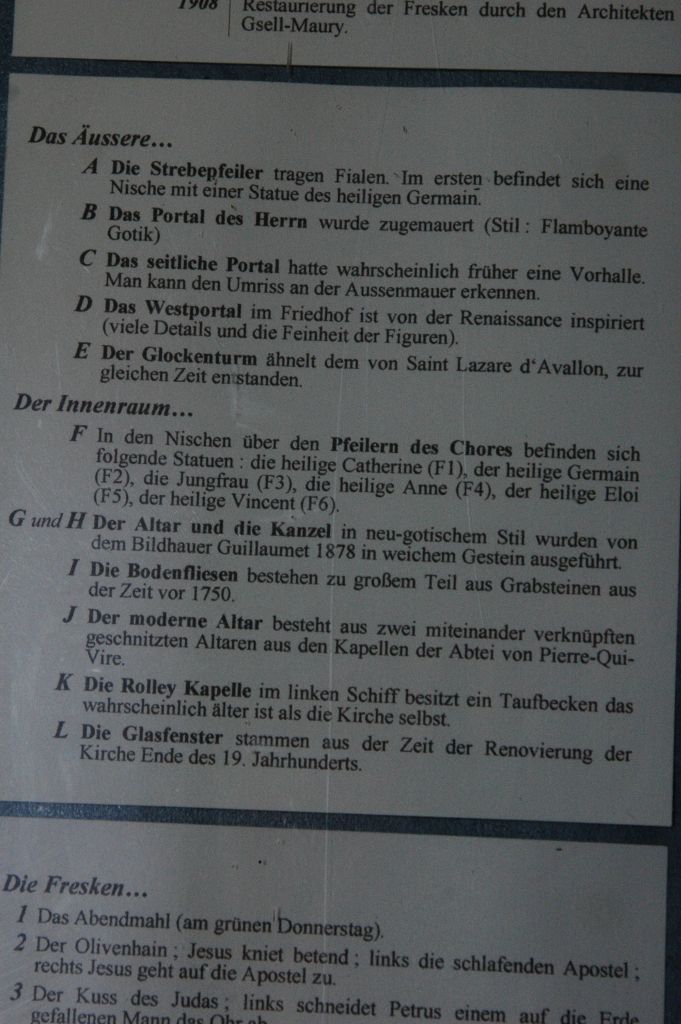 1908 Restaurierung der Fresken durch den Architekten
Gsell-Maury.
Das Äussere...
A Die Strebepfeiler tragen Fialen. Im ersten befindet sich eine
Nische mit einer Statue des heiligen Germain.
B Das Portal des Herrn wurde zugemauert (Stil : Flamboyante
Gotik)
C Das seitliche Portal hatte wahrscheinlich früher eine Vorhalle.
Man kann den Umriss an der Aussenmauer erkennen.
D Das Westportal im Friedhof ist von der Renaissance inspiriert
(viele Details und die Feinheit der Figuren).
E Der Glockenturm ähnelt dem von Saint Lazare d'Avallon, zur
gleichen Zeit entstanden.
Der Innenraum...
F In den Nischen über den Pfeilern des Chores befinden sich
folgende Statuen : die heilige Catherine (F1), der heilige Germain
(F2), die Jungfrau (F3), die heilige Anne (F4), der heilige Eloi
(F5), der heilige Vincent (F6).
G und H Der Altar und die Kanzel in neu-gotischem Stil wurden von
dem Bildhauer Guillaumet 1878 in weichem Gestein ausgeführt.
I Die Bodenfliesen bestehen zu großem Teil aus Grabsteinen aus
der Zeit vor 1750.
J Der moderne Altar besteht aus zwei miteinander verknüpften
geschnitzten Altaren aus den Kapellen der Abtei von Pierre-Qui-
Vire.
K Die Rolley Kapelle im linken Schiff besitzt ein Taufbecken das
wahrscheinlich älter ist als die Kirche selbst.
L Die Glasfenster stammen aus der Zeit der Renovierung der
Kirche Ende des 19. Jahrhunderts.
Die Fresken...
1 Das Abendmahl (am grünen Donnerstag).
2 Der Olivenhain ; Jesus kniet betend ; links die schlafenden Apostel ;
rechts Jesus geht auf die Apostel zu.
3 Der Kuss des Judas ; links schneidet Petrus einem auf die Erde
gefallenen Mann das Ohr ab